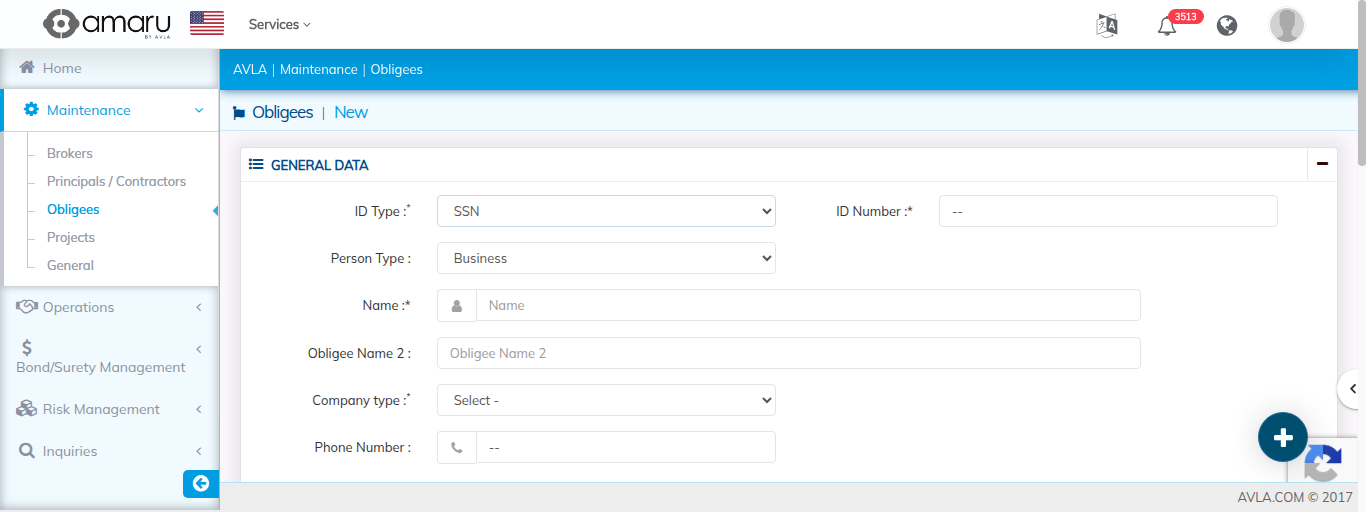 amaru
BY AVLA
Services
文A
3513
Home
AVLA | Maintenance | Obligees
Maintenance
Obligees | New
Brokers
GENERAL DATA
Principals / Contractors
ID Type :* SSN ID Number :* --
Obligees
Projects
Person Type : Business
General
Name :* Name
Operations
Obligee Name 2 : Obligee Name 2
$
Bond/Surety Management
Company type :* Select -
Risk Management
Phone Number : --
Inquiries
AVLA.COM © 2017